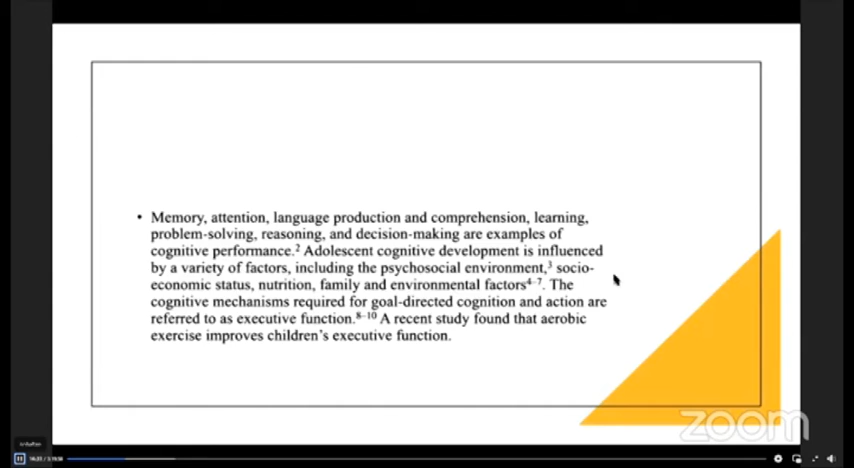 • Memory, attention, language production and comprehension, learning,
problem-solving, reasoning, and decision-making are examples of
cognitive performance.² Adolescent cognitive development is influenced
by a variety of factors, including the psychosocial environment,³ socio-
economic status, nutrition, family and environmental factors⁴⁻⁷. The
cognitive mechanisms required for goal-directed cognition and action are
referred to as executive function.⁸⁻¹⁰ A recent study found that aerobic
exercise improves children's executive function.
zoom